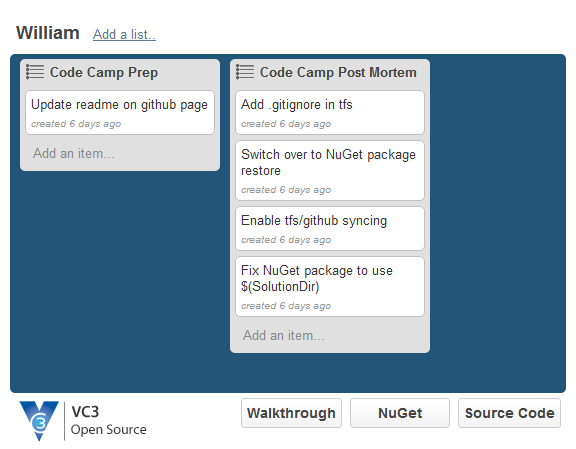 William Add a list..
Code Camp Prep
Update readme on github page
created 6 days ago
Add an item...
Code Camp Post Mortem
Add .gitignore in tfs
created 6 days ago
Switch over to NuGet package
restore
created 6 days ago
Enable tfs/github syncing
created 6 days ago
Fix NuGet package to use
$(SolutionDir)
created 6 days ago
Add an item...
V3
VC3
Open Source
Walkthrough NuGet Source Code